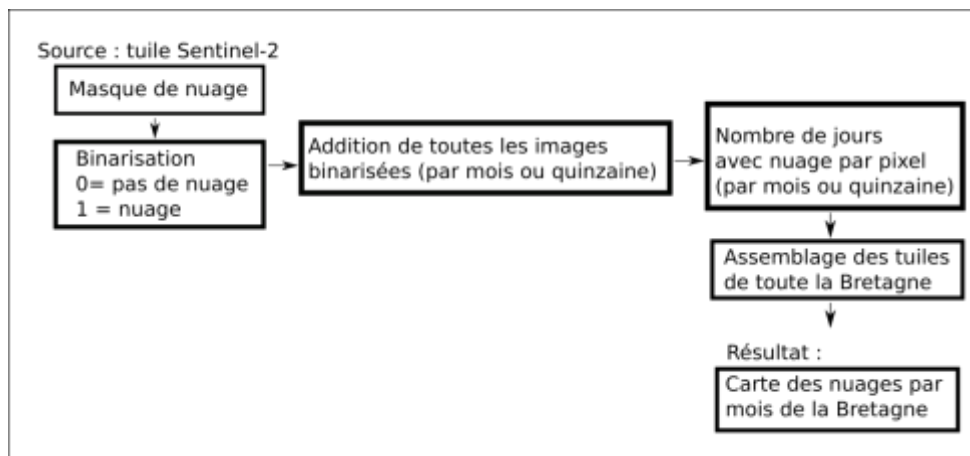 Source : tuile Sentinel-2
Masque de nuage
Binarisation
0= pas de nuage
1 = nuage
Addition de toutes les images
binarisées (par mois ou quinzaine)
Nombre de jours
avec nuage par pixel
(par mois ou quinzaine)
Assemblage des tuiles
de toute la Bretagne
Résultat :
Carte des nuages par
mois de la Bretagne